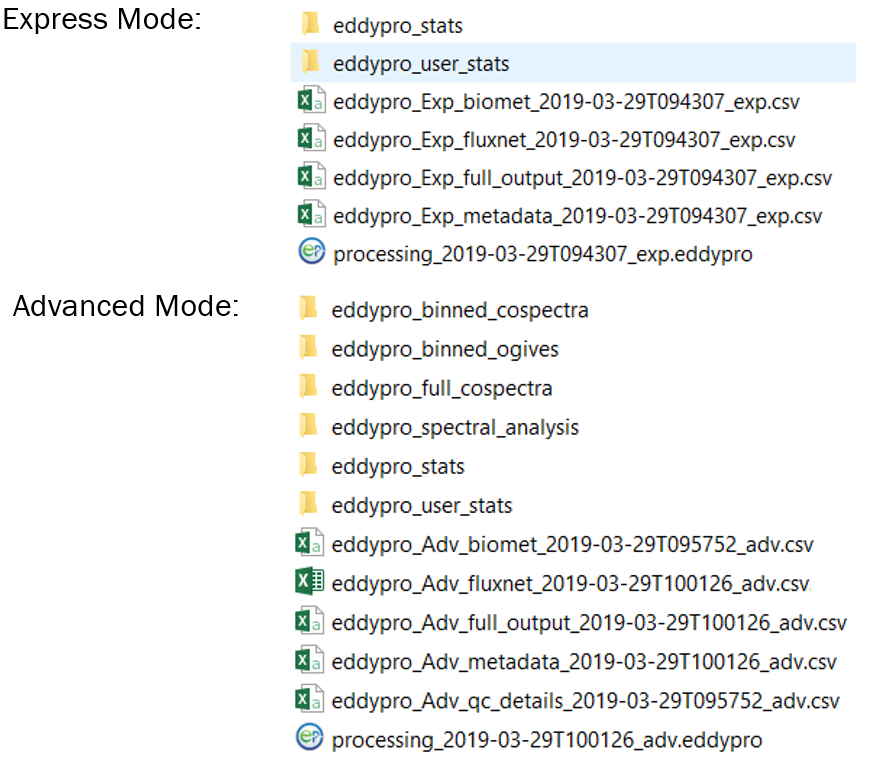 Express Mode:
eddypro_stats
eddypro_user_stats
eddypro_Exp_biomet_2019-03-29T094307_exp.csv
eddypro_Exp_fluxnet_2019-03-29T094307_exp.csv
eddypro_Exp_full_output_2019-03-29T094307_exp.csv
eddypro_Exp_metadata_2019-03-29T094307_exp.csv
processing_2019-03-29T094307_exp.eddypro
Advanced Mode:
eddypro_binned_cospectra
eddypro_binned_ogives
eddypro_full_cospectra
eddypro_spectral_analysis
eddypro_stats
eddypro_user_stats
eddypro_Adv_biomet_2019-03-29T095752_adv.csv
eddypro_Adv_fluxnet_2019-03-29T100126_adv.csv
eddypro_Adv_full_output_2019-03-29T100126_adv.csv
eddypro_Adv_metadata_2019-03-29T100126_adv.csv
eddypro_Adv_qc_details_2019-03-29T095752_adv.csv
processing_2019-03-29T100126_adv.eddypro